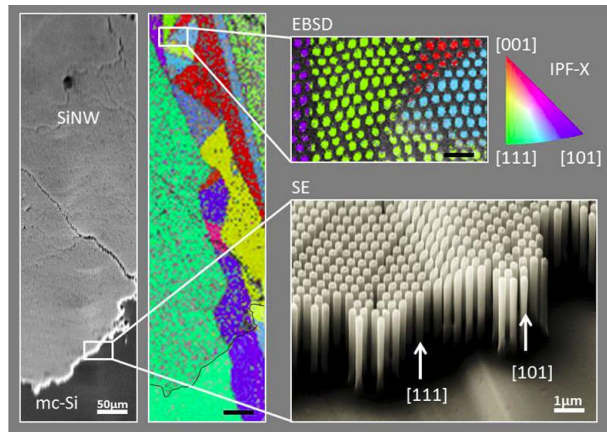 EBSD
[001]
IPF-X
SiNW
[111]
[101]
SE
[111]
[101]
mc-Si
50µm
1µm